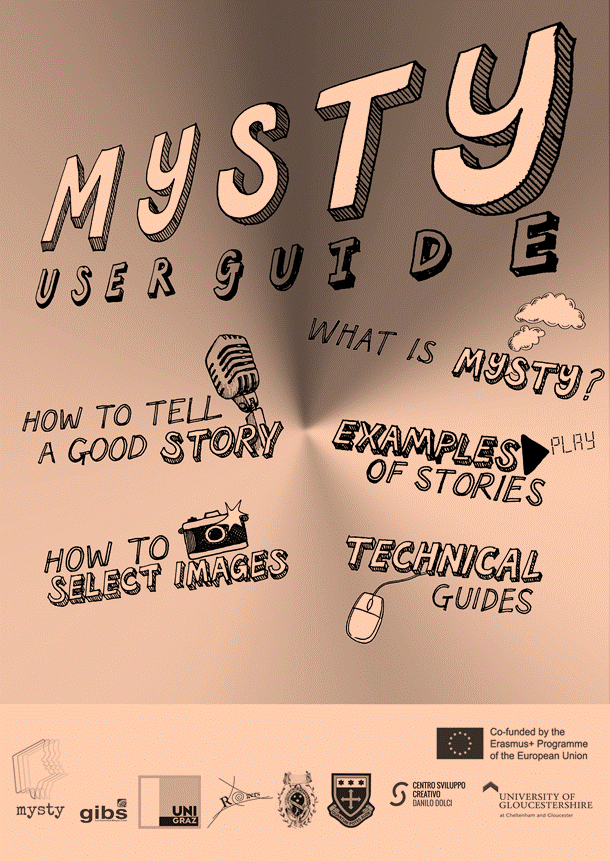 MYSTY
USER GUIDE
WHAT IS MYSTY?
HOW TO TELL
A GOOD STORY
EXAMPLES
OF STORIES
PLAY
HOW TO
SELECT IMAGES
TECHNICAL
GUIDES
Co-funded by the
Erasmus+ Programme
of the European Union
mysty
gibs
UNI
GRAZ
CENTRO SVILUPPO
CREATIVO
DANILO DOLCI
UNIVERSITY OF
GLOUCESTERSHIRE
at Cheltenham and Gloucester